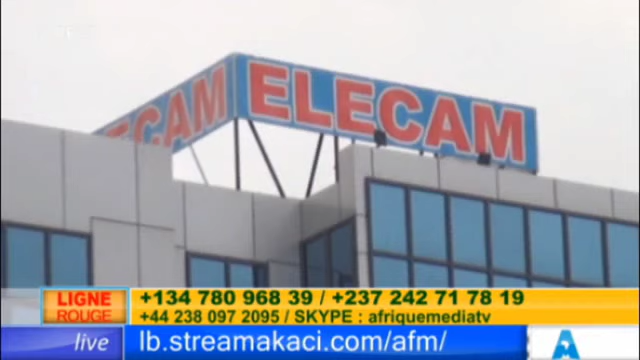 ECAM
ELECAM
LIGNE
ROUGE
+134 780 968 39 / +237 242 71 78 19
+44 238 097 2095 / SKYPE : afriquemediatv
live
lb.streamakaci.com/afm/
A